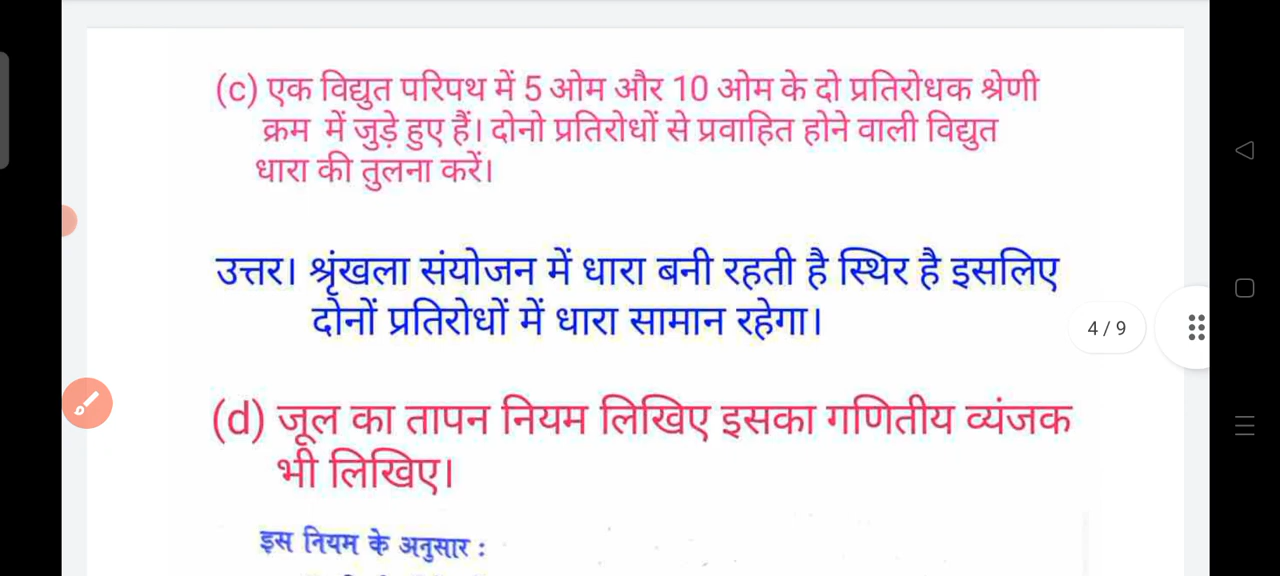 (c) एक विद्युत परिपथ में 5 ओम और 10 ओम के दो प्रतिरोधक श्रेणी
क्रम में जुड़े हुए हैं। दोनो प्रतिरोधों से प्रवाहित होने वाली विद्युत
धारा की तुलना करें।
उत्तर। श्रृंखला संयोजन में धारा बनी रहती है स्थिर है इसलिए
दोनों प्रतिरोधों में धारा सामान रहेगा।
4 / 9
(d) जूल का तापन नियम लिखिए इसका गणितीय व्यंजक
भी लिखिए।
इस नियम के अनुसार :